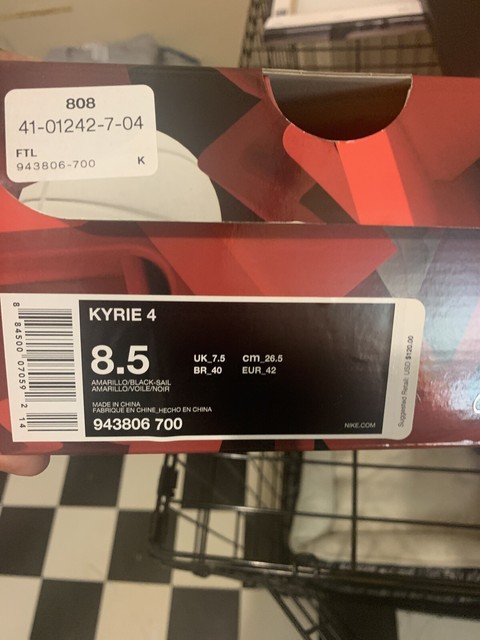 808
41-01242-7-04
FTL
943806-700 K
KYRIE 4
8.5
UK_7.5 cm_26.5
BR_40 EUR_42
AMARILLO/BLACK-SAIL
AMARILLO/VOILE/NOIR
MADE IN CHINA
FABRIQUE EN CHINE_HECHO EN CHINA
943806 700
NIKE.COM
8 84500 07059 2 14
Suggested Retail: USD $120.00